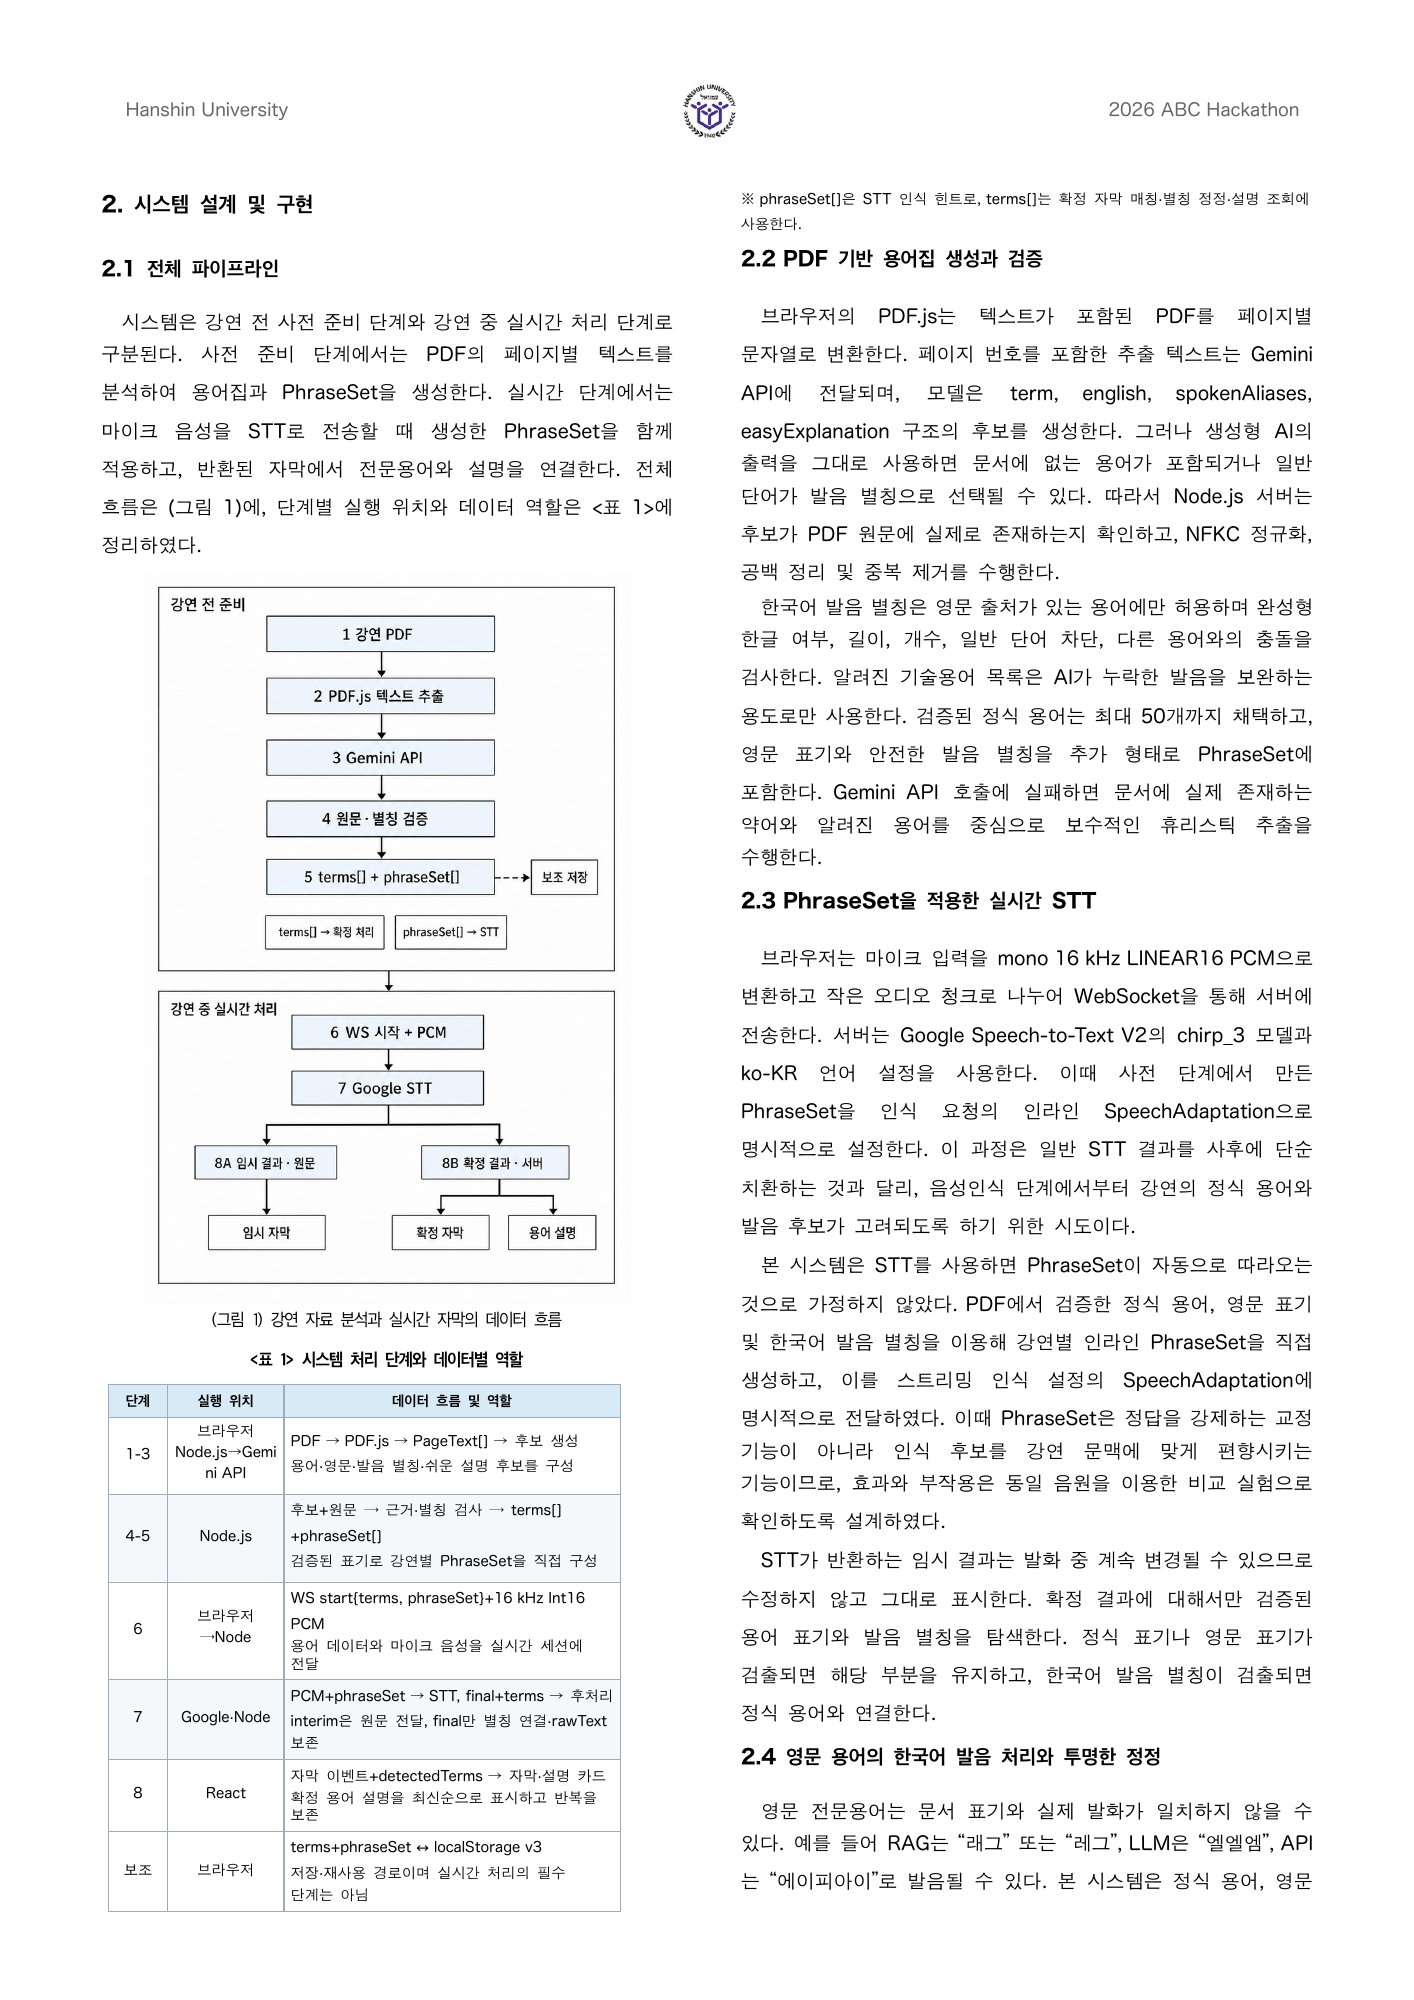 Hanshin University
HANSHIN UNIVERSITY
1940
2026 ABC Hackathon
2. 시스템 설계 및 구현
2.1 전체 파이프라인
시스템은 강연 전 사전 준비 단계와 강연 중 실시간 처리 단계로
구분된다. 사전 준비 단계에서는 PDF의 페이지별 텍스트를
분석하여 용어집과 PhraseSet을 생성한다. 실시간 단계에서는
마이크 음성을 STT로 전송할 때 생성한 PhraseSet을 함께
적용하고, 반환된 자막에서 전문용어와 설명을 연결한다. 전체
흐름은 (그림 1)에, 단계별 실행 위치와 데이터 역할은 <표 1>에
정리하였다.
강연 전 준비
1 강연 PDF
2 PDF.js 텍스트 추출
3 Gemini API
4 원문·별칭 검증
5 terms[] + phraseSet[]
보조 저장
terms[] → 확정 처리
phraseSet[] → STT
강연 중 실시간 처리
6 WS 시작 + PCM
7 Google STT
8A 임시 결과·원문
8B 확정 결과·서버
임시 자막
확정 자막
용어 설명
(그림 1) 강연 자료 분석과 실시간 자막의 데이터 흐름
<표 1> 시스템 처리 단계와 데이터별 역할
단계 실행 위치 데이터 흐름 및 역할
1-3
브라우저
Node.js→Gemi
ni API
PDF → PDF.js → PageText[] → 후보 생성
용어·영문·발음 별칭·쉬운 설명 후보를 구성
4-5
Node.js
후보+원문 → 근거·별칭 검사 → terms[]
+phraseSet[]
검증된 표기로 강연별 PhraseSet을 직접 구성
6
브라우저
→Node
WS start{terms, phraseSet}+16 kHz Int16
PCM
용어 데이터와 마이크 음성을 실시간 세션에
전달
7
Google·Node
PCM+phraseSet → STT, final+terms → 후처리
interim은 원문 전달, final만 별칭 연결·rawText
보존
8
React
자막 이벤트+detectedTerms → 자막·설명 카드
확정 용어 설명을 최신순으로 표시하고 반복을
보존
보조
브라우저
terms+phraseSet ↔ localStorage v3
저장·재사용 경로이며 실시간 처리의 필수
단계는 아님
※ phraseSet[]은 STT 인식 힌트로, terms[]는 확정 자막 매칭·별칭 정정·설명 조회에
사용한다.
2.2 PDF 기반 용어집 생성과 검증
브라우저의 PDF.js는 텍스트가 포함된 PDF를 페이지별
문자열로 변환한다. 페이지 번호를 포함한 추출 텍스트는 Gemini
API에 전달되며, 모델은 term, english, spokenAliases,
easyExplanation 구조의 후보를 생성한다. 그러나 생성형 AI의
출력을 그대로 사용하면 문서에 없는 용어가 포함되거나 일반
단어가 발음 별칭으로 선택될 수 있다. 따라서 Node.js 서버는
후보가 PDF 원문에 실제로 존재하는지 확인하고, NFKC 정규화,
공백 정리 및 중복 제거를 수행한다.
한국어 발음 별칭은 영문 출처가 있는 용어에만 허용하며 완성형
한글 여부, 길이, 개수, 일반 단어 차단, 다른 용어와의 충돌을
검사한다. 알려진 기술용어 목록은 AI가 누락한 발음을 보완하는
용도로만 사용한다. 검증된 정식 용어는 최대 50개까지 채택하고,
영문 표기와 안전한 발음 별칭을 추가 형태로 PhraseSet에
포함한다. Gemini API 호출에 실패하면 문서에 실제 존재하는
약어와 알려진 용어를 중심으로 보수적인 휴리스틱 추출을
수행한다.
2.3 PhraseSet을 적용한 실시간 STT
브라우저는 마이크 입력을 mono 16 kHz LINEAR16 PCM으로
변환하고 작은 오디오 청크로 나누어 WebSocket을 통해 서버에
전송한다. 서버는 Google Speech-to-Text V2의 chirp_3 모델과
ko-KR 언어 설정을 사용한다. 이때 사전 단계에서 만든
PhraseSet을 인식 요청의 인라인 SpeechAdaptation으로
명시적으로 설정한다. 이 과정은 일반 STT 결과를 사후에 단순
치환하는 것과 달리, 음성인식 단계에서부터 강연의 정식 용어와
발음 후보가 고려되도록 하기 위한 시도이다.
본 시스템은 STT를 사용하면 PhraseSet이 자동으로 따라오는
것으로 가정하지 않았다. PDF에서 검증한 정식 용어, 영문 표기
및 한국어 발음 별칭을 이용해 강연별 인라인 PhraseSet을 직접
생성하고, 이를 스트리밍 인식 설정의 SpeechAdaptation에
명시적으로 전달하였다. 이때 PhraseSet은 정답을 강제하는 교정
기능이 아니라 인식 후보를 강연 문맥에 맞게 편향시키는
기능이므로, 효과와 부작용은 동일 음원을 이용한 비교 실험으로
확인하도록 설계하였다.
STT가 반환하는 임시 결과는 발화 중 계속 변경될 수 있으므로
수정하지 않고 그대로 표시한다. 확정 결과에 대해서만 검증된
용어 표기와 발음 별칭을 탐색한다. 정식 표기나 영문 표기가
검출되면 해당 부분을 유지하고, 한국어 발음 별칭이 검출되면
정식 용어와 연결한다.
2.4 영문 용어의 한국어 발음 처리와 투명한 정정
영문 전문용어는 문서 표기와 실제 발화가 일치하지 않을 수
있다. 예를 들어 RAG는 “래그” 또는 “레그”, LLM은 “엘엘엠”, API
는 “에이피아이”로 발음될 수 있다. 본 시스템은 정식 용어, 영문